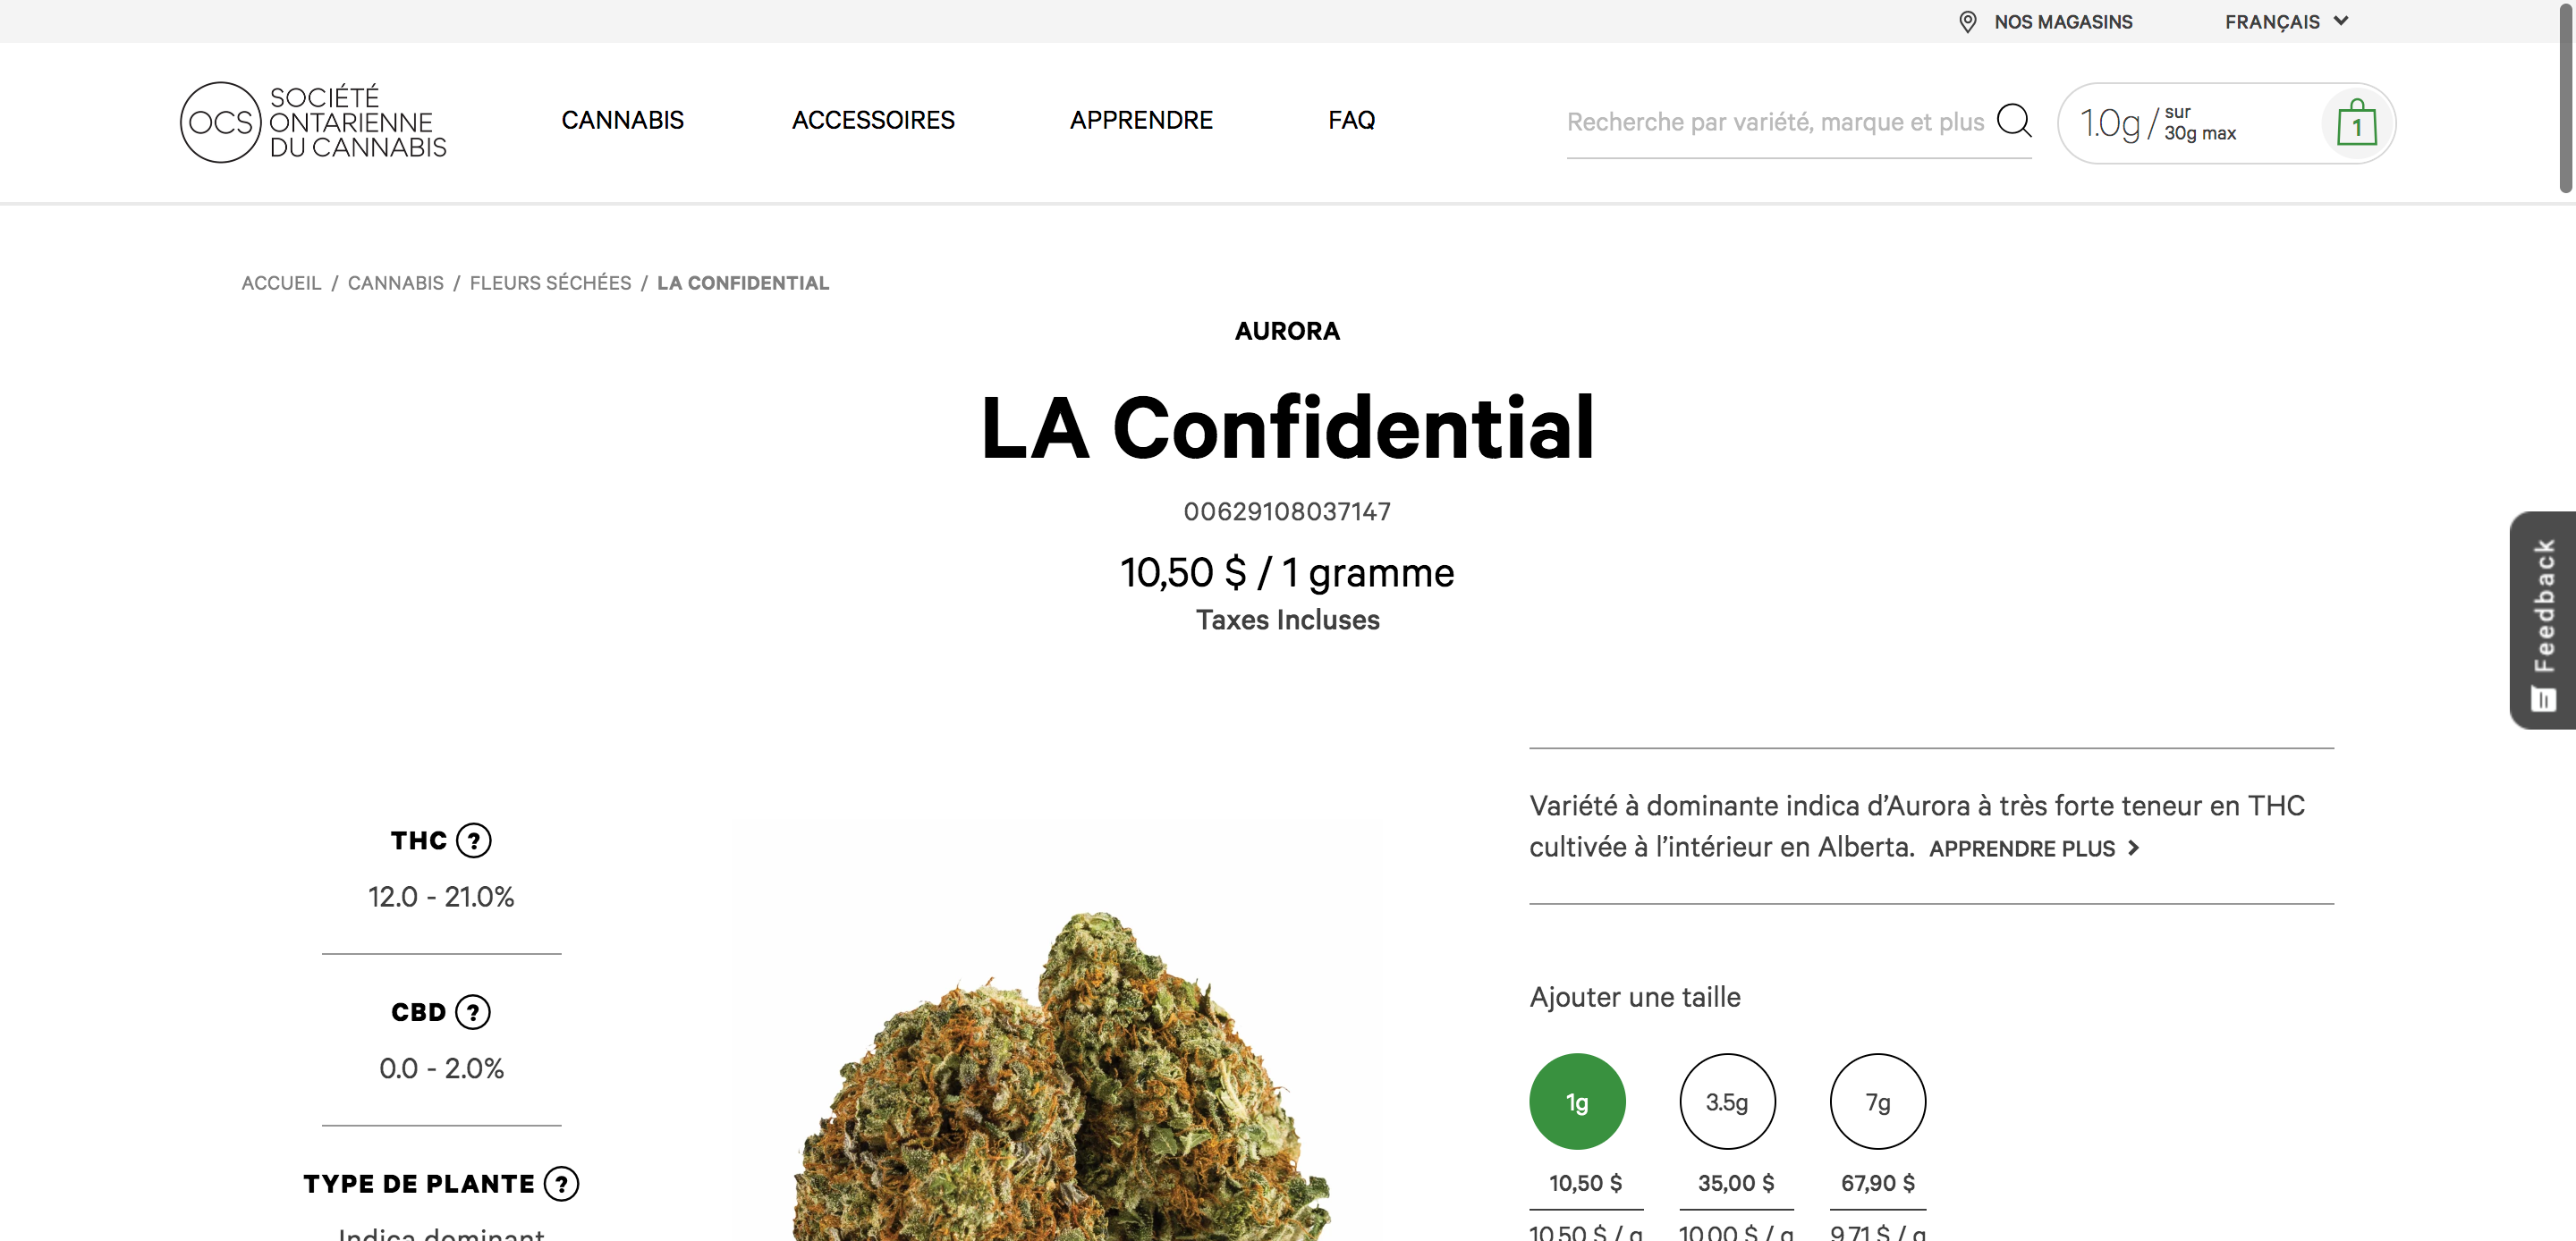 NOS MAGASINS
FRANÇAIS
OCS
SOCIÉTÉ
ONTARIENNE
DU CANNABIS
CANNABIS
ACCESSOIRES
APPRENDRE
FAQ
Recherche par variété, marque et plus
1.0g /
sur
30g max
1
ACCUEIL / CANNABIS / FLEURS SÉCHÉES / LA CONFIDENTIAL
AURORA
LA Confidential
00629108037147
10,50 $ / 1 gramme
Taxes Incluses
Feedback
THC ?
12.0 - 21.0%
CBD ?
0.0 - 2.0%
TYPE DE PLANTE ?
Indica dominant
Variété à dominante indica d’Aurora à très forte teneur en THC
cultivée à l’intérieur en Alberta. APPRENDRE PLUS
Ajouter une taille
1g
3.5g
7g
10,50 $
35,00 $
67,90 $
10,50 $ / g
10,00 $ / g
9,71 $ / g